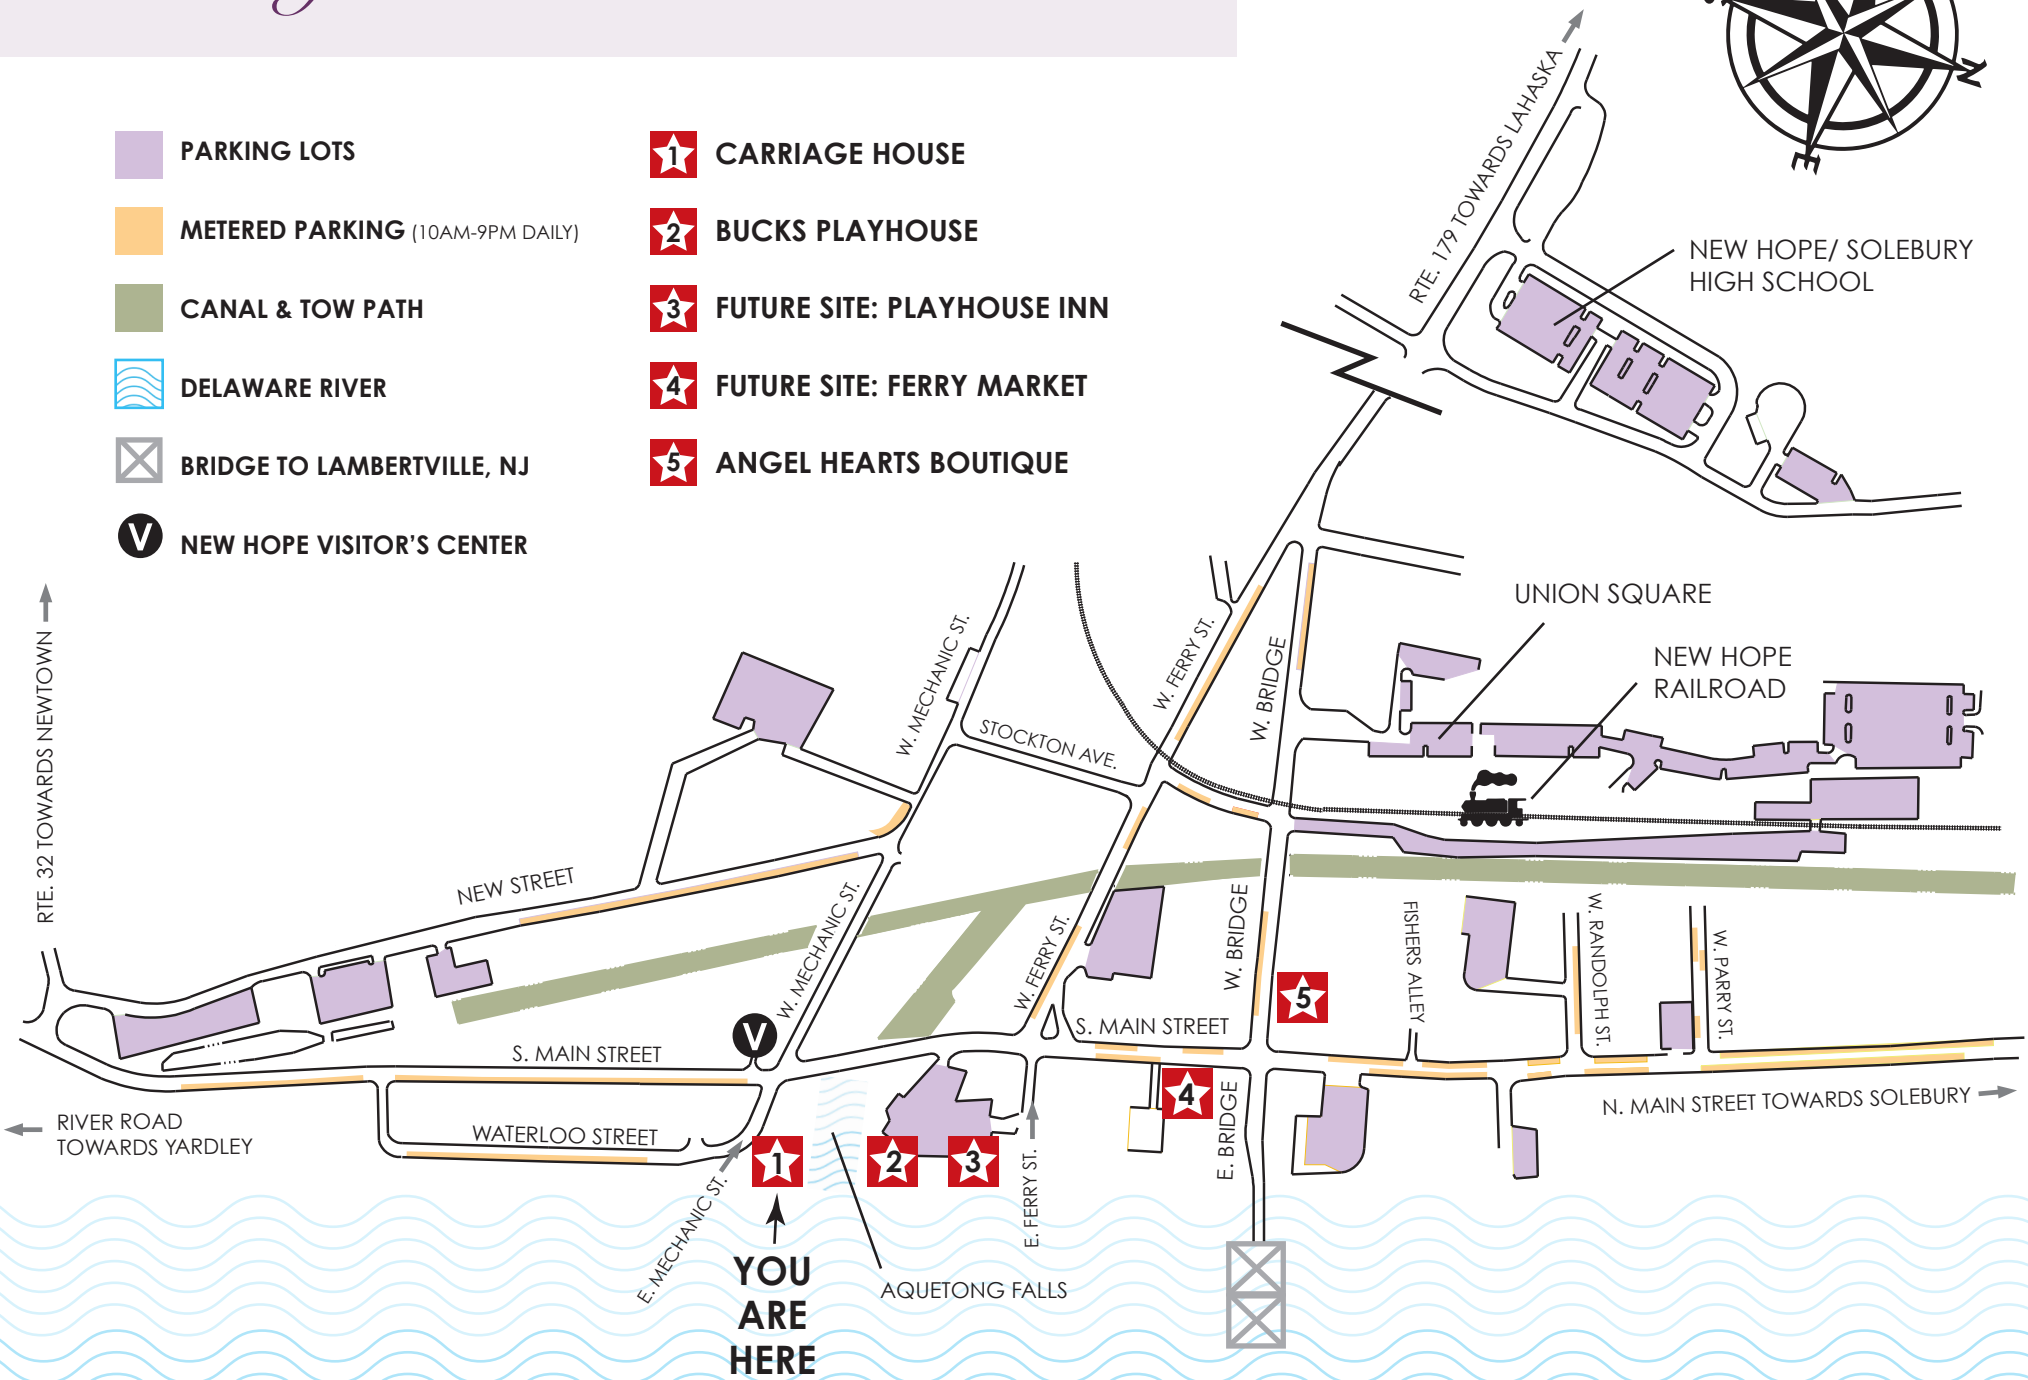 PARKING LOTS
METERED PARKING (10AM-9PM DAILY)
CANAL & TOW PATH
DELAWARE RIVER
BRIDGE TO LAMBERTVILLE, NJ
V NEW HOPE VISITOR'S CENTER
1 CARRIAGE HOUSE
2 BUCKS PLAYHOUSE
3 FUTURE SITE: PLAYHOUSE INN
4 FUTURE SITE: FERRY MARKET
5 ANGEL HEARTS BOUTIQUE
N
E
RTE. 179 TOWARDS LAHASKA
NEW HOPE/ SOLEBURY
HIGH SCHOOL
UNION SQUARE
NEW HOPE
RAILROAD
RTE. 32 TOWARDS NEWTOWN
W. MECHANIC ST.
STOCKTON AVE.
W. FERRY ST.
W. BRIDGE
NEW STREET
W. MECHANIC ST.
W. FERRY ST.
W. BRIDGE
FISHERS ALLEY
W. RANDOLPH ST.
W. PARRY ST.
5
V
S. MAIN STREET
S. MAIN STREET
4
E. BRIDGE
N. MAIN STREET TOWARDS SOLEBURY
RIVER ROAD
TOWARDS YARDLEY
WATERLOO STREET
1
2
3
E. MECHANIC ST.
E. FERRY ST.
AQUETONG FALLS
YOU
ARE
HERE